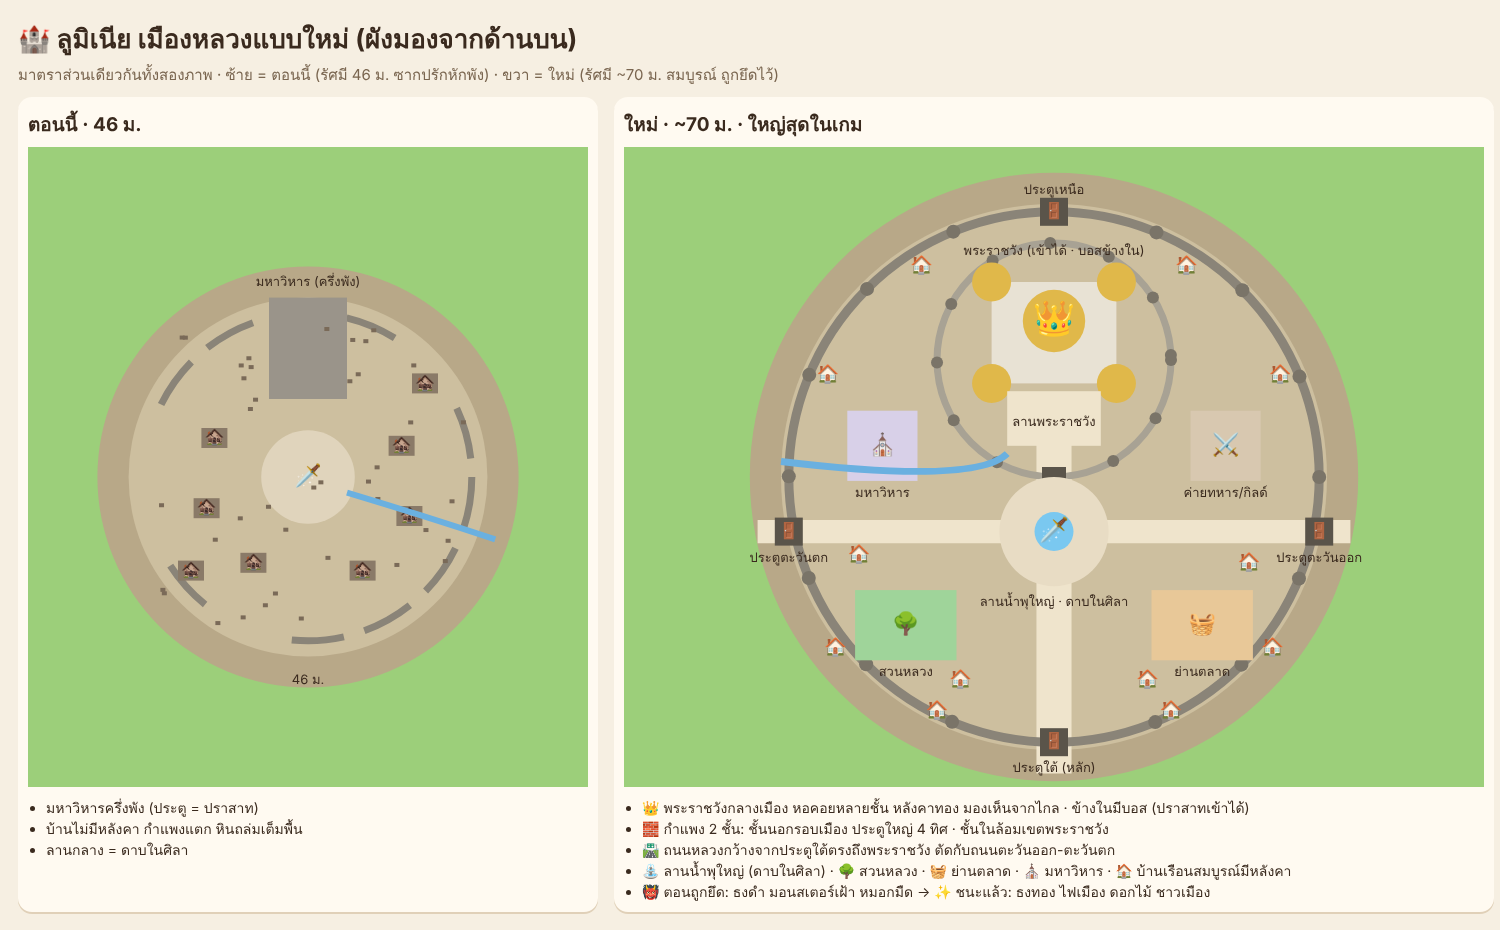 🏰 ลูมิเนีย เมืองหลวงแบบใหม่ (ผังมองจากด้านบน)
มาตราส่วนเดียวกันทั้งสองภาพ · ซ้าย = ตอนนี้ (รัศมี 46 ม. ซากปรักหักพัง) · ขวา = ใหม่ (รัศมี ~70 ม. สมบูรณ์ ถูกยึดไว้)
ตอนนี้ · 46 ม.
มหาวิหาร (ครึ่งพัง)
46 ม.
• มหาวิหารครึ่งพัง (ประตู = ปราสาท)
• บ้านไม่มีหลังคา กำแพงแตก หินถล่มเต็มพื้น
• ลานกลาง = ดาบในศิลา
ใหม่ · ~70 ม. · ใหญ่สุดในเกม
ประตูเหนือ
พระราชวัง (เข้าได้ · บอสข้างใน)
ลานพระราชวัง
มหาวิหาร
ค่ายทหาร/กิลด์
ประตูตะวันตก
ประตูตะวันออก
ลานน้ำพุใหญ่ · ดาบในศิลา
สวนหลวง
ย่านตลาด
ประตูใต้ (หลัก)
• 👑 พระราชวังกลางเมือง หอคอยหลายชั้น หลังคาทอง มองเห็นจากไกล · ข้างในมีบอส (ปราสาทเข้าได้)
• 🧱 กำแพง 2 ชั้น: ชั้นนอกรอบเมือง ประตูใหญ่ 4 ทิศ · ชั้นในล้อมเขตพระราชวัง
• 🛣️ ถนนหลวงกว้างจากประตูใต้ตรงถึงพระราชวัง ตัดกับถนนตะวันออก-ตะวันตก
• ⛲ ลานน้ำพุใหญ่ (ดาบในศิลา) · 🌳 สวนหลวง · 🧺 ย่านตลาด · ⛪ มหาวิหาร · 🏠 บ้านเรือนสมบูรณ์มีหลังคา
• 👹 ตอนถูกยึด: ธงดำ มอนสเตอร์เฝ้า หมอกมืด → ✨ ชนะแล้ว: ธงทอง ไฟเมือง ดอกไม้ ชาวเมือง